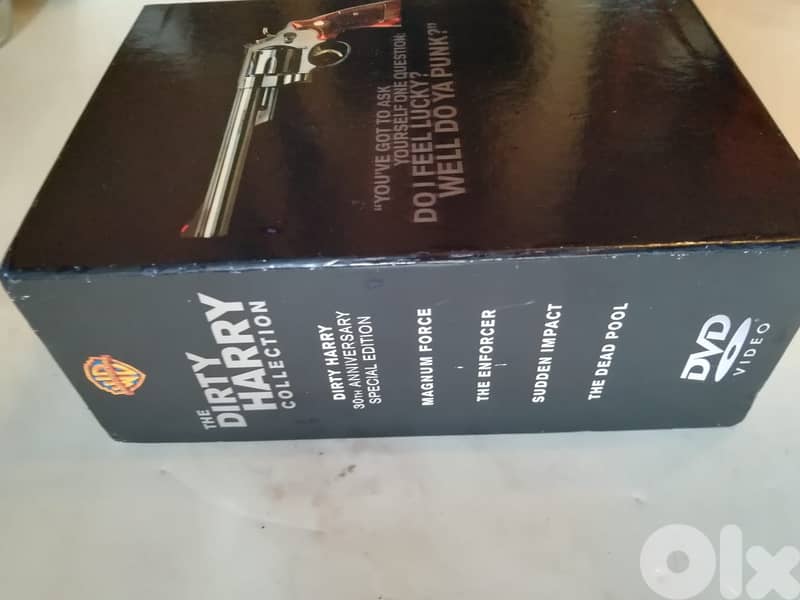 "YOU'VE GOT TO ASK
YOURSELF ONE QUESTION:
DO I FEEL LUCKY?
WELL DO YA PUNK?"
THE
DIRTY
HARRY
COLLECTION
DIRTY HARRY
30TH ANNIVERSARY
SPECIAL EDITION
MAGNUM FORCE
THE ENFORCER
SUDDEN IMPACT
THE DEAD POOL
DVD
VIDEO
WB
Olx